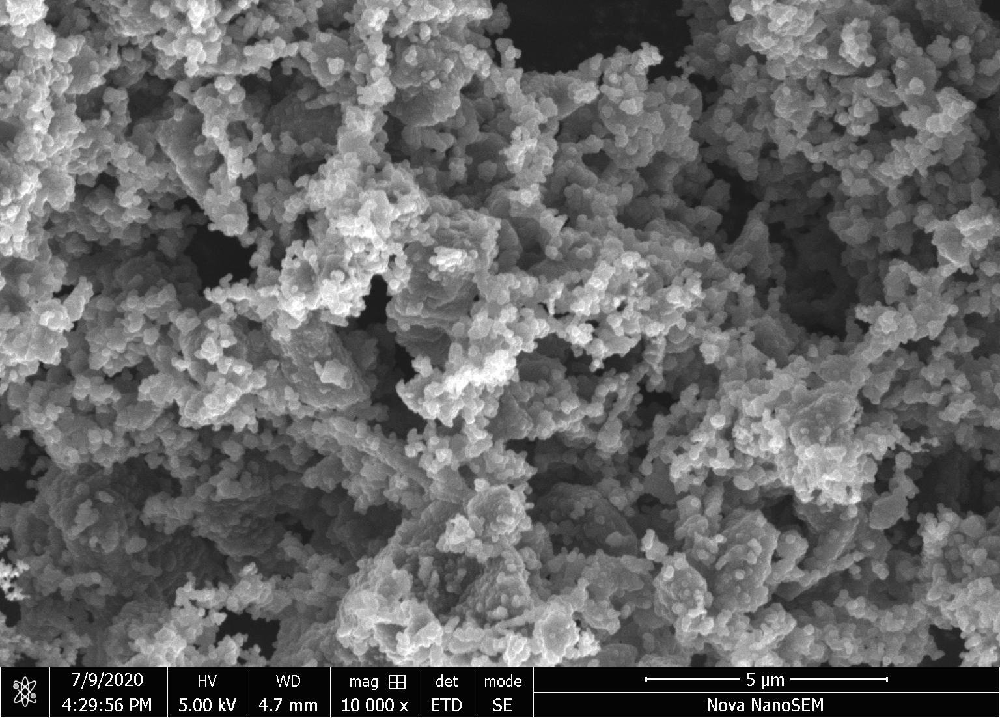 7/9/2020
4:29:56 PM
HV
5.00 kV
WD
4.7 mm
mag
10 000 x
det
ETD
mode
SE
5 µm
Nova NanoSEM